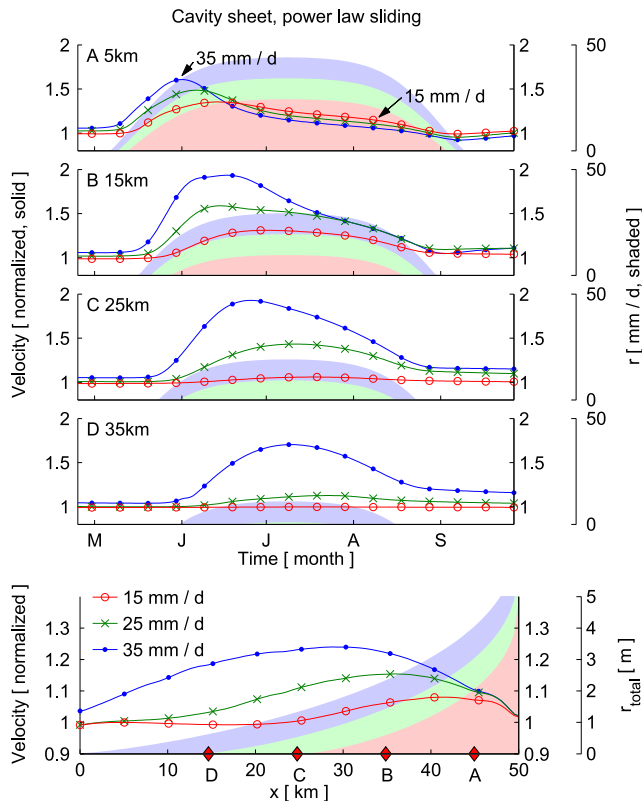 Cavity sheet, power law sliding
A 5km
35 mm / d
15 mm / d
2
1.5
1
2
1.5
1
50
0
B 15km
2
1.5
1
2
1.5
1
50
0
C 25km
2
1.5
1
2
1.5
1
50
0
D 35km
2
1.5
1
2
1.5
1
50
0
Velocity [ normalized, solid ]
r [ mm / d, shaded ]
M J J A S
Time [ month ]
15 mm / d
25 mm / d
35 mm / d
Velocity [ normalized ]
1.3
1.2
1.1
1
0.9
1.3
1.2
1.1
1
0.9
5
4
3
2
1
0
r_total [ m ]
0 10 20 30 40 50
D C B A
x [ km ]